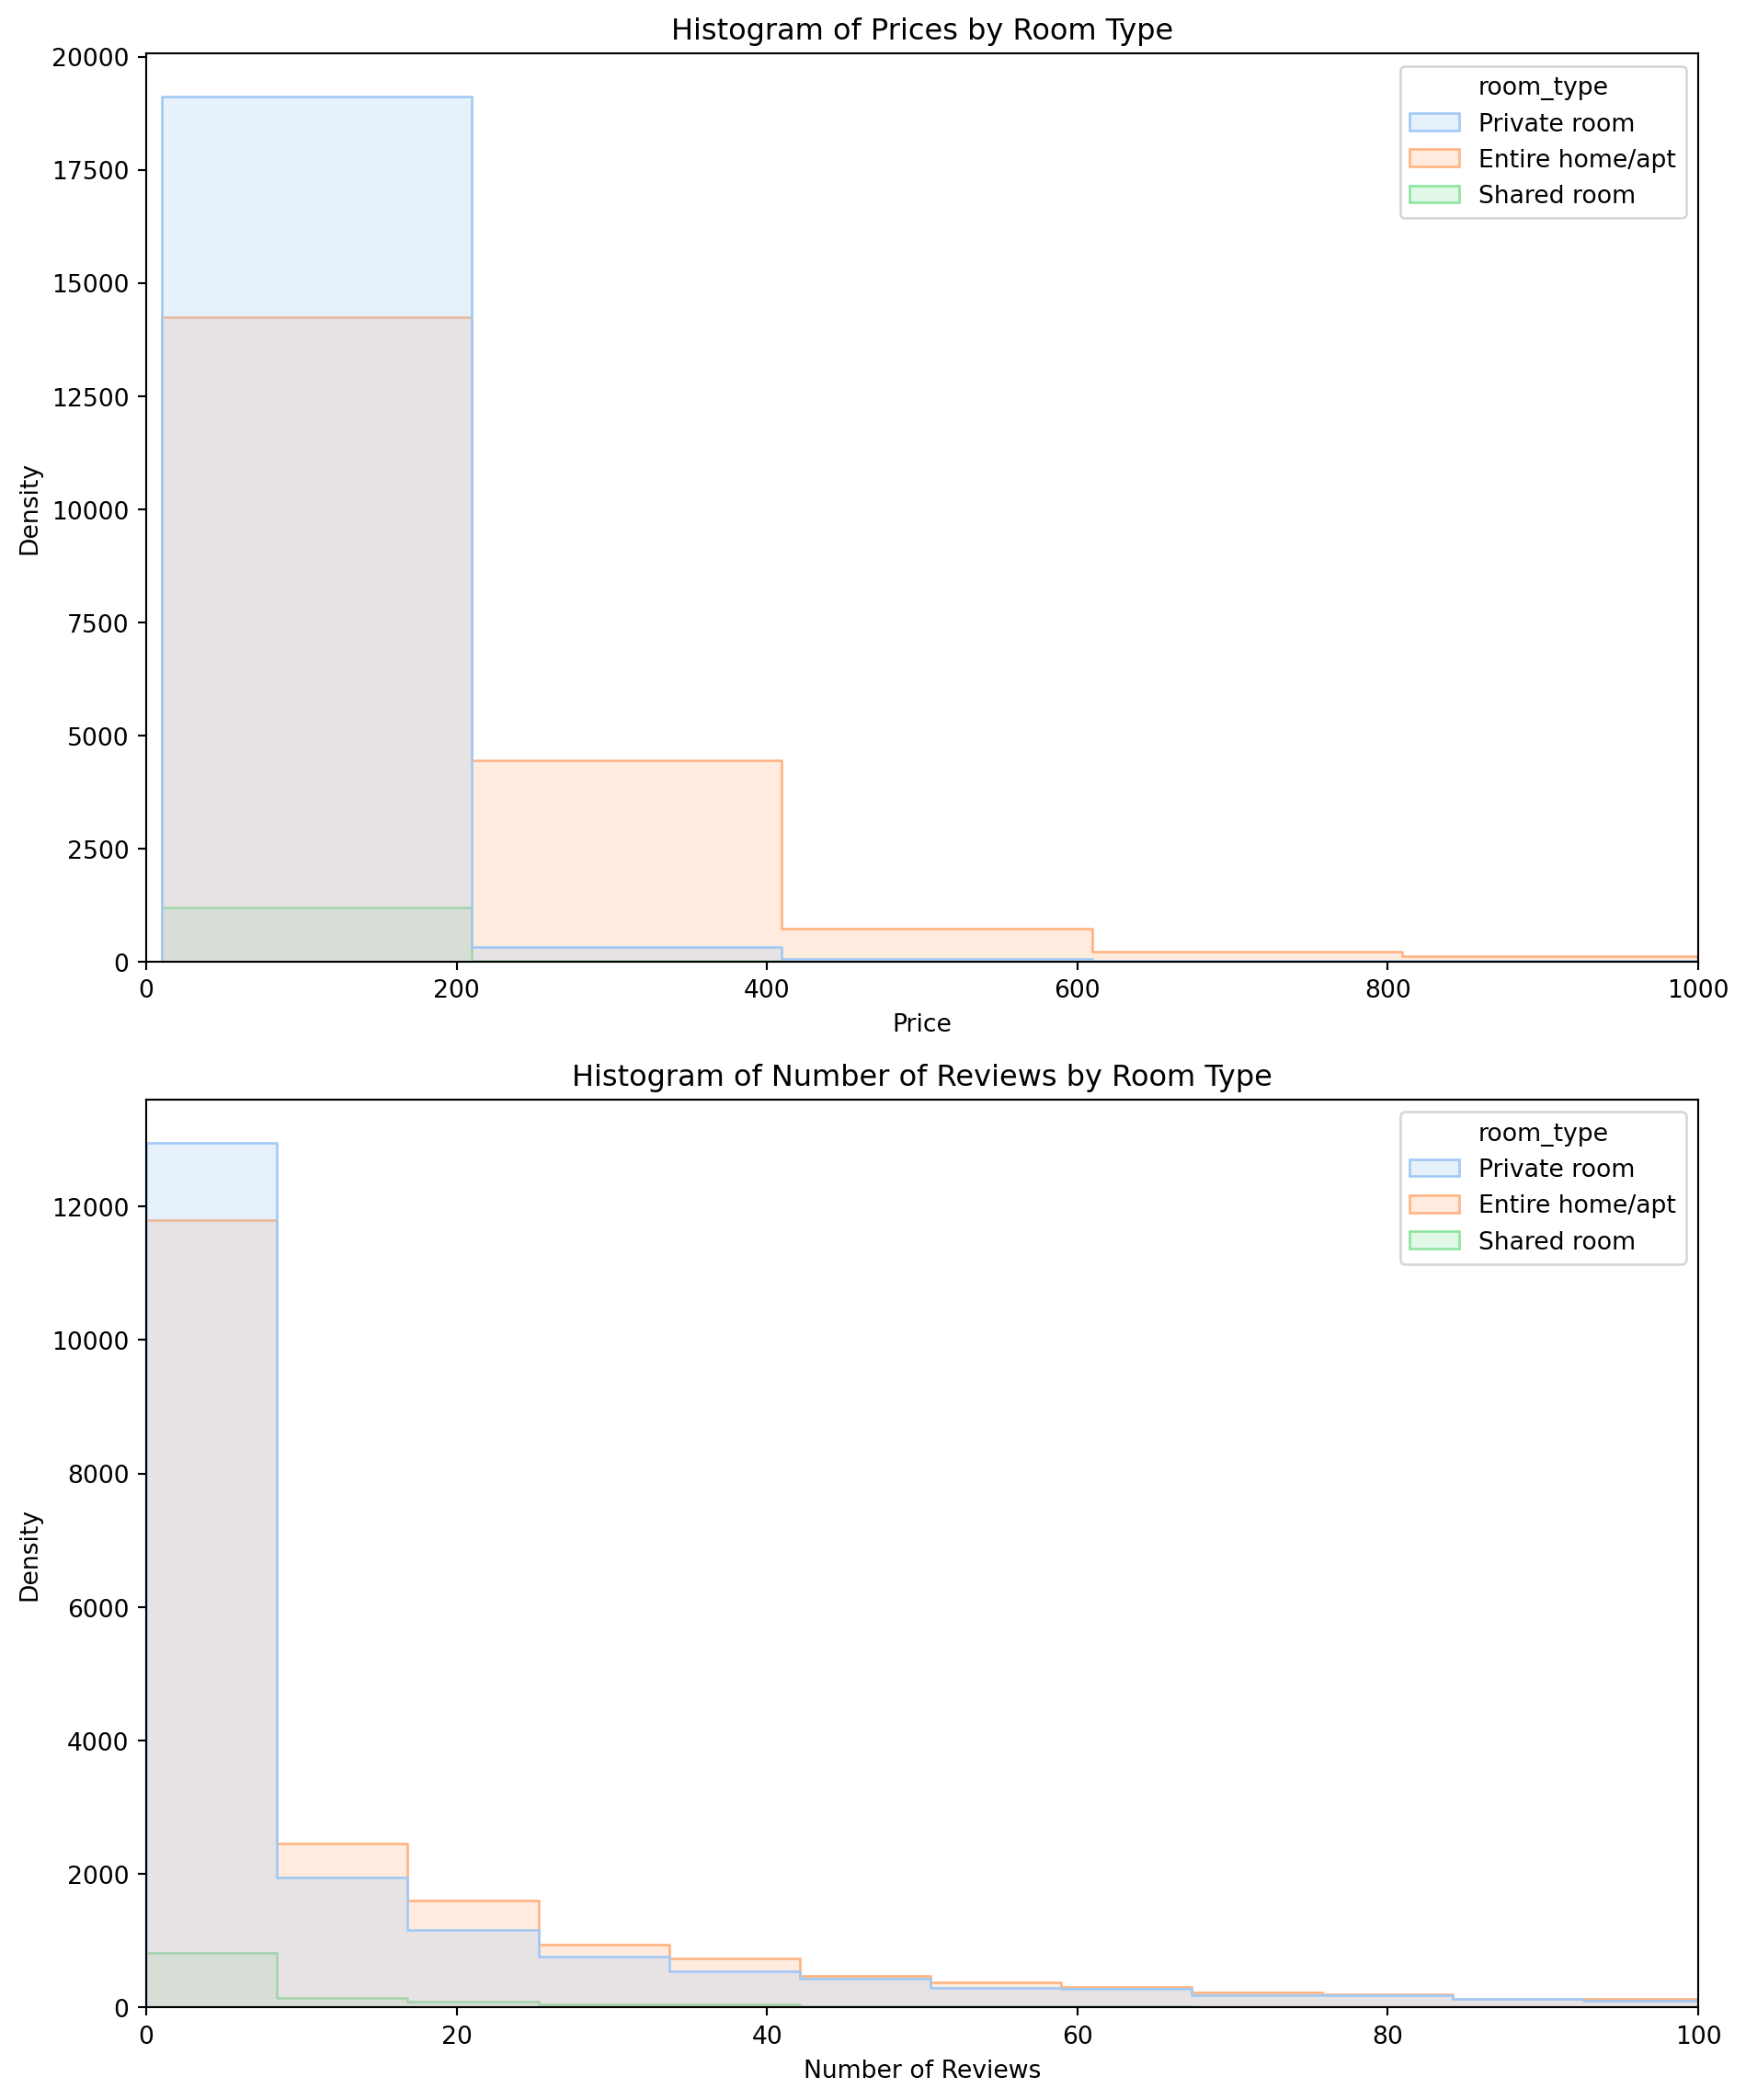 Histogram of Prices by Room Type
20000
17500
15000
12500
10000
7500
5000
2500
0
Density
room_type
Private room
Entire home/apt
Shared room
0 200 400 600 800 1000
Price
Histogram of Number of Reviews by Room Type
12000
10000
8000
6000
4000
2000
0
Density
room_type
Private room
Entire home/apt
Shared room
0 20 40 60 80 100
Number of Reviews